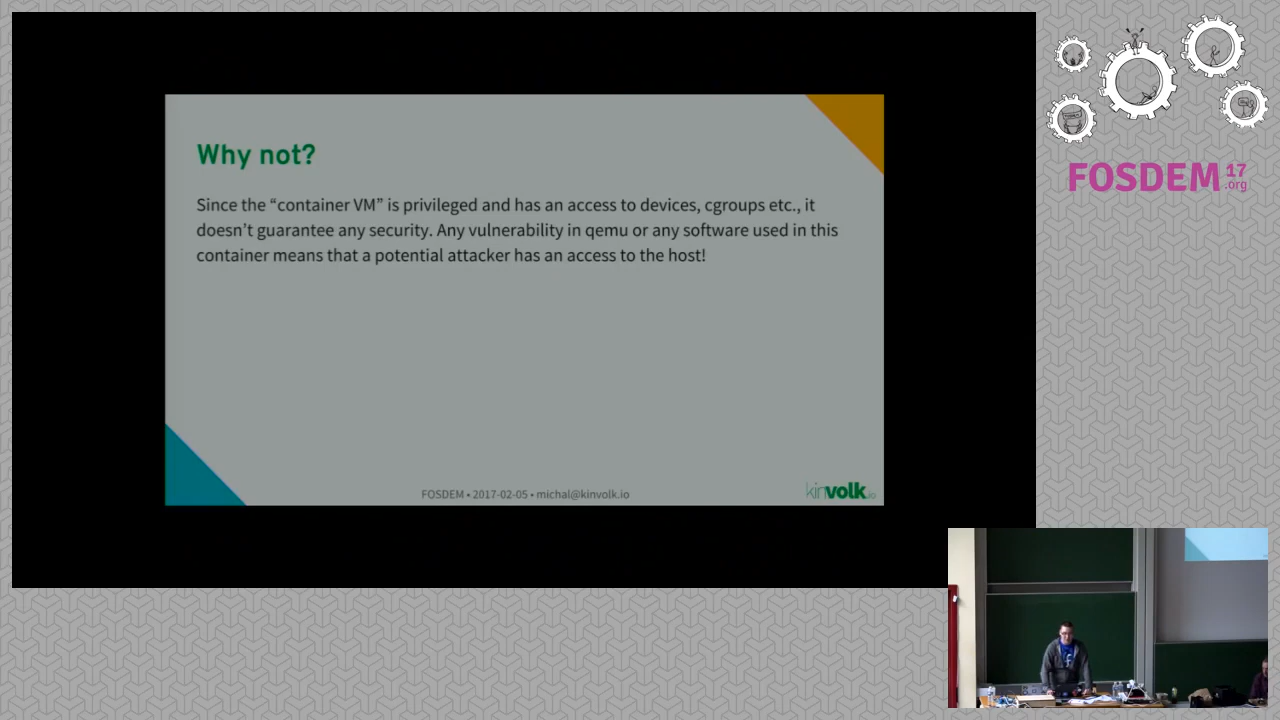 Why not?
Since the “container VM” is privileged and has an access to devices, cgroups etc., it
doesn’t guarantee any security. Any vulnerability in qemu or any software used in this
container means that a potential attacker has an access to the host!
FOSDEM • 2017-02-05 • michal@kinvolk.io
kinvolk.io
FOSDEM 17
.org